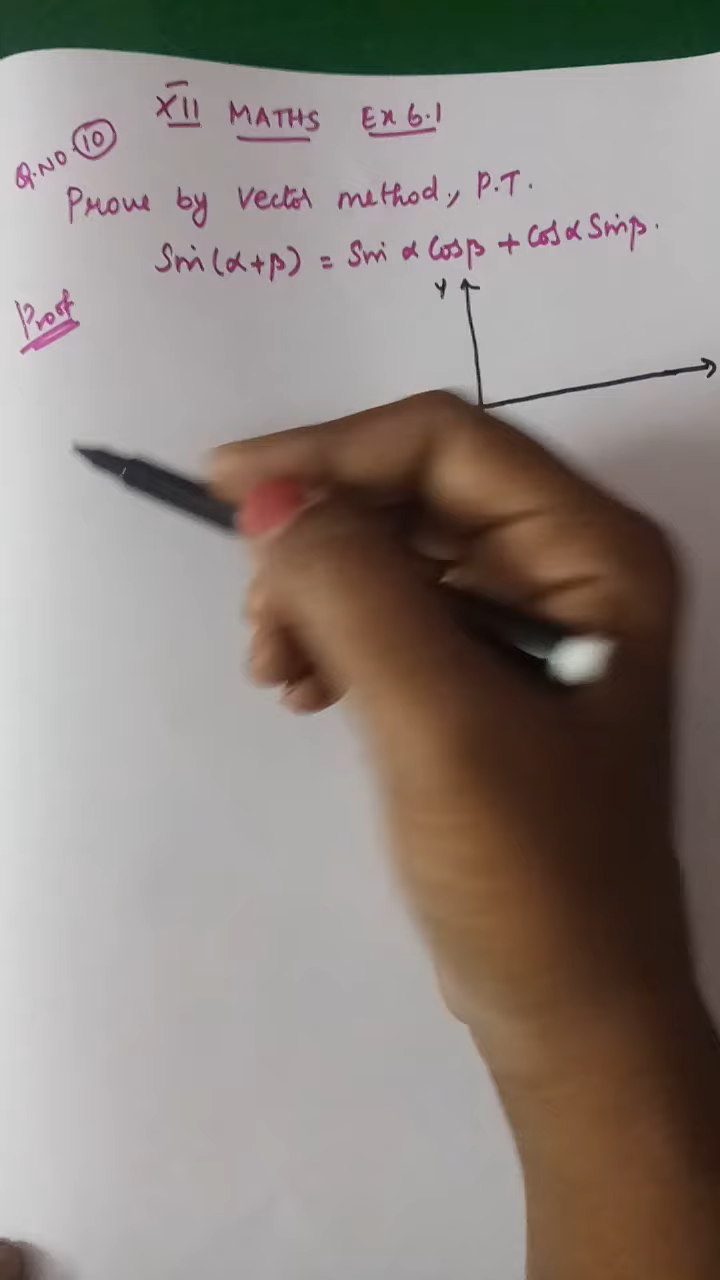 XII MATHS Ex 6.1
Q.NO. 10
Prove by vector method, P.T.
Sin(α+β) = Sin α Cosβ + Cosα Sinβ.
Proof
Y